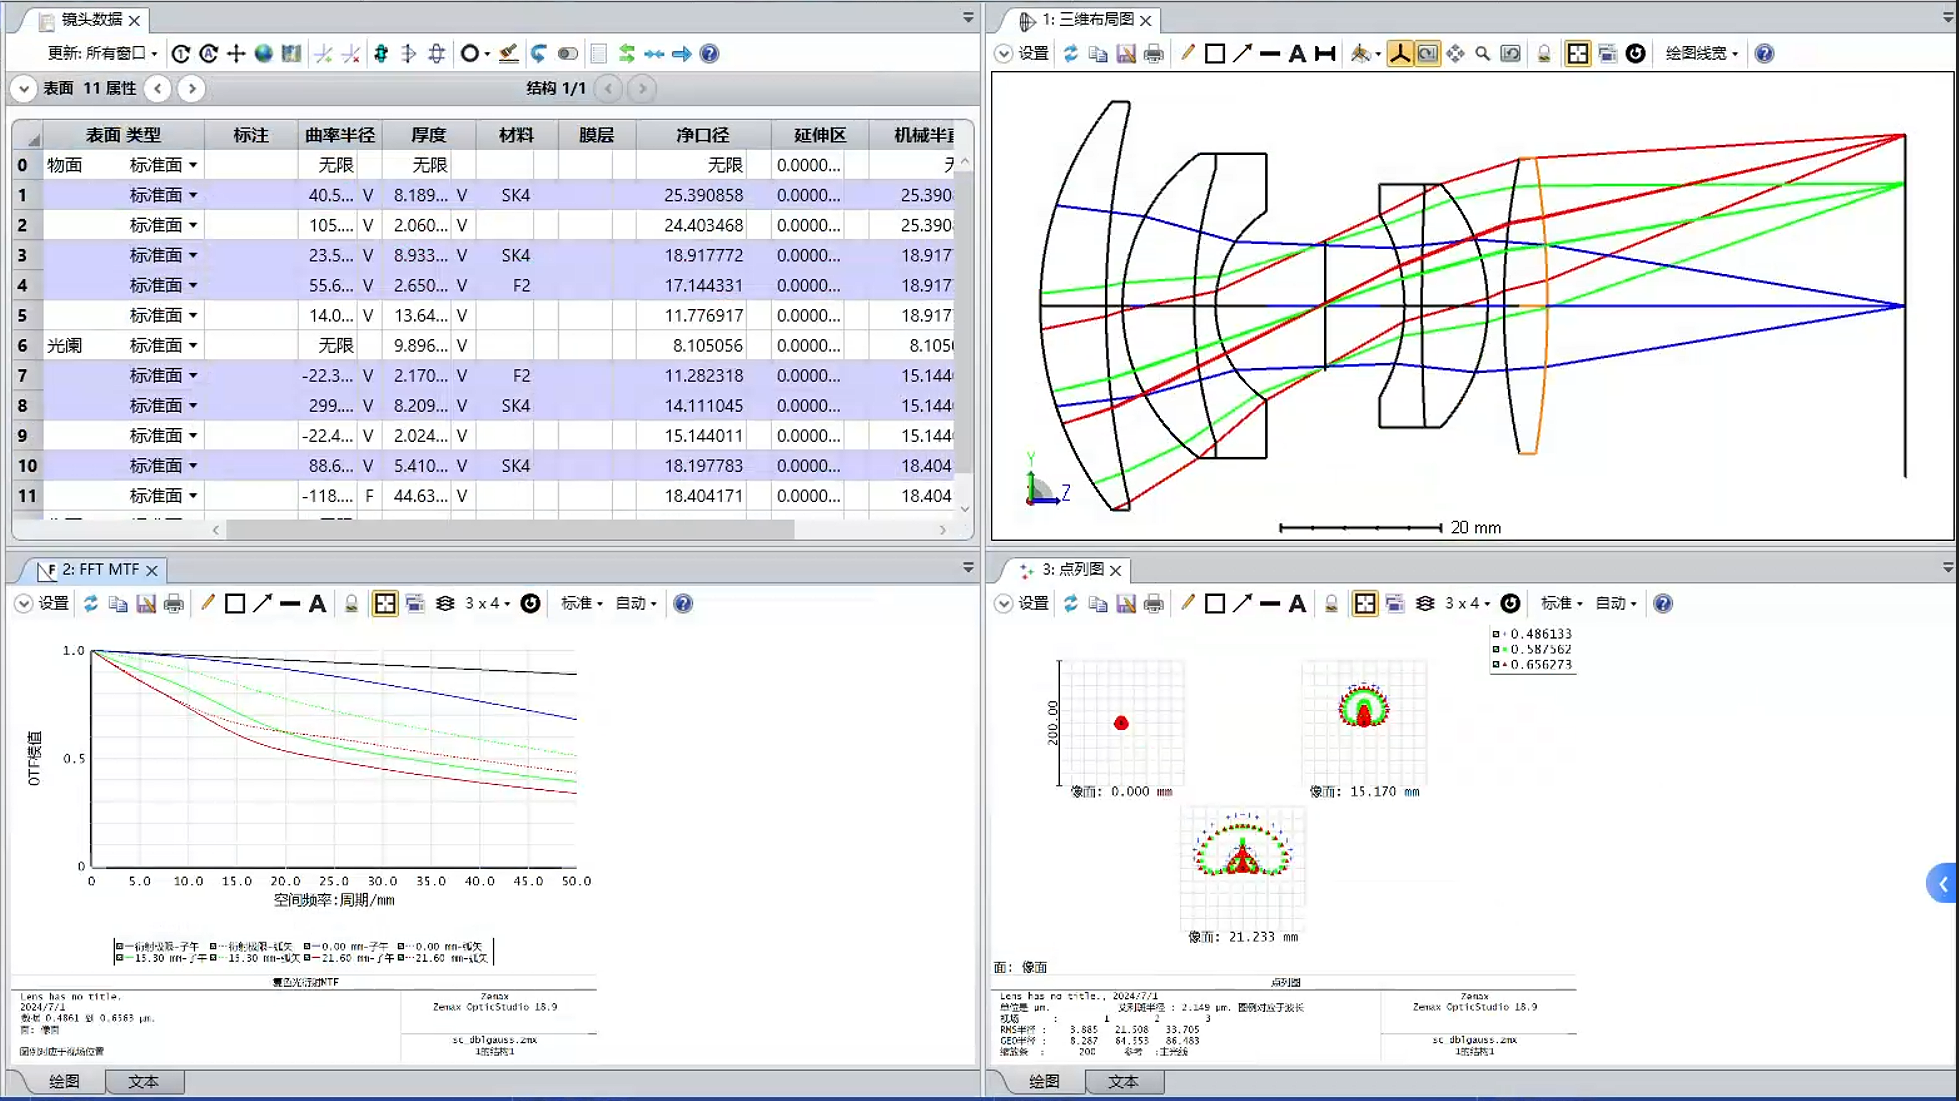 镜头数据
更新: 所有窗口
表面 11 属性
结构 1/1
表面 类型 标注 曲率半径 厚度 材料 膜层 净口径 延伸区 机械半
0 物面 标准面 无限 无限 无限 0.0000...
1 标准面 40.5... V 8.189... V SK4 25.390858 0.0000... 25.390
2 标准面 105.... V 2.060... V 24.403468 0.0000... 25.390
3 标准面 23.5... V 8.933... V SK4 18.917772 0.0000... 18.917
4 标准面 55.6... V 2.650... V F2 17.144331 0.0000... 18.917
5 标准面 14.0... V 13.64... V 11.776917 0.0000... 18.917
6 光阑 标准面 无限 9.896... V 8.105056 0.0000... 8.105
7 标准面 -22.3... V 2.170... V F2 11.282318 0.0000... 15.144
8 标准面 299.... V 8.209... V SK4 14.111045 0.0000... 15.144
9 标准面 -22.4... V 2.024... V 15.144011 0.0000... 15.144
10 标准面 88.6... V 5.410... V SK4 18.197783 0.0000... 18.404
11 标准面 -118.... F 44.63... V 18.404171 0.0000... 18.404
1: 三维布局图
设置 A 绘图线宽
Y
Z
20 mm
2: FFT MTF
设置 A 3 x 4 标准 自动
1.0
0.5
0
OTF模值
0 5.0 10.0 15.0 20.0 25.0 30.0 35.0 40.0 45.0 50.0
空间频率:周期/mm
衍射极限-子午 衍射极限-弧矢 0.00 mm-子午 0.00 mm-弧矢
15.30 mm-子午 15.30 mm-弧矢 21.60 mm-子午 21.60 mm-弧矢
复色光衍射MTF
Lens has no title.
2024/7/1
数据 0.4861 到 0.6563 µm.
面: 像面
图例对应于视场位置
Zemax
Zemax OpticStudio 18.9
sc_dblgauss.zmx
1的结构1
绘图 文本
3: 点列图
设置 A 3 x 4 标准 自动
0.486133
0.587562
0.656273
200.00
像面: 0.000 mm
像面: 15.170 mm
像面: 21.233 mm
面: 像面
点列图
Lens has no title., 2024/7/1
单位是 µm. 艾利斑半径 : 2.149 µm. 图例对应于波长
视场 : 1 2 3
RMS半径 : 3.885 21.508 33.705
GEO半径 : 8.287 64.553 86.483
缩放条 : 200 参考 :主光线
Zemax
Zemax OpticStudio 18.9
sc_dblgauss.zmx
1的结构1
绘图 文本